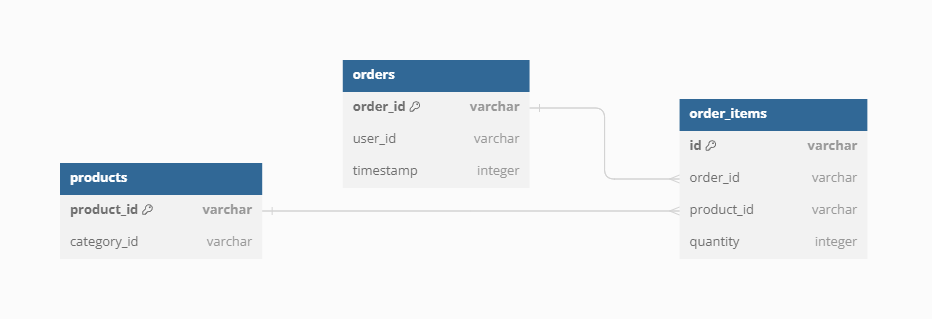 orders
order_id varchar
user_id varchar
timestamp integer
order_items
id varchar
order_id varchar
product_id varchar
quantity integer
products
product_id varchar
category_id varchar